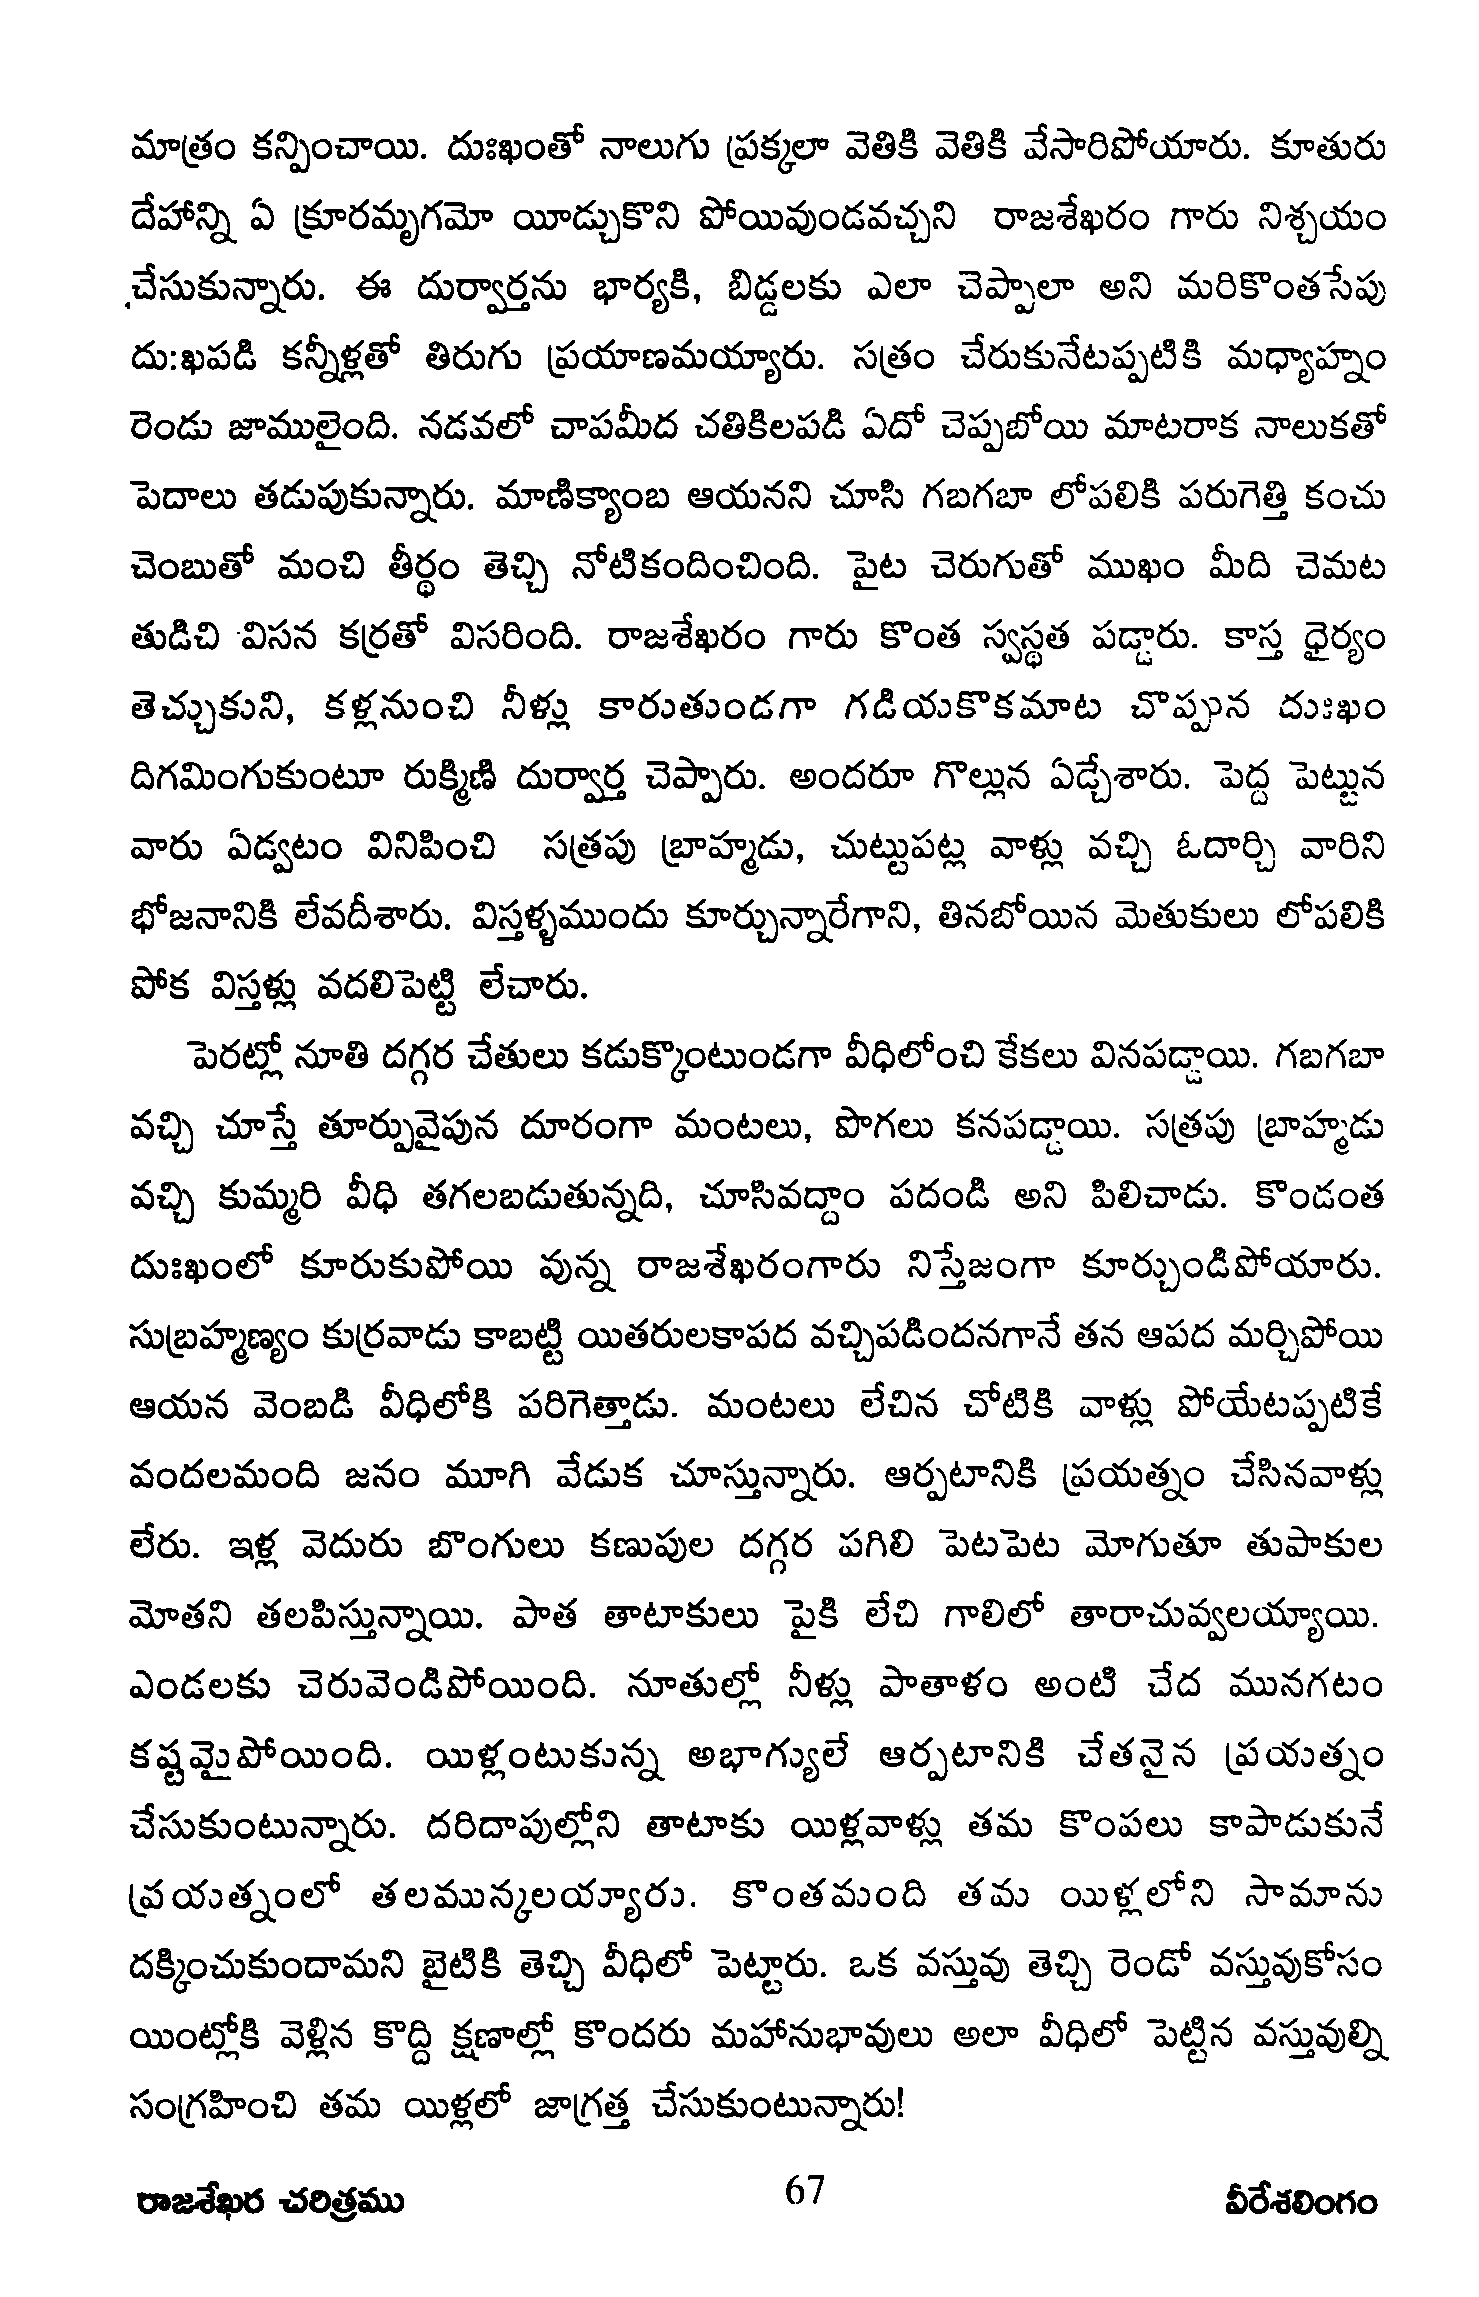 మాత్రం కన్పించాయి. దుఃఖంతో నాలుగు ప్రక్కలా వెతికి వెతికి వేసారిపోయారు. కూతురు
దేహాన్ని ఏ క్రూరమృగమో యీడ్చుకొని పోయివుండవచ్చని రాజశేఖరం గారు నిశ్చయం
చేసుకున్నారు. ఈ దుర్వార్తను భార్యకి, బిడ్డలకు ఎలా చెప్పాలా అని మరికొంతసేపు
దు:ఖపడి కన్నీళ్లతో తిరుగు ప్రయాణమయ్యారు. సత్రం చేరుకునేటప్పటికి మధ్యాహ్నం
రెండు జాములైంది. నడవలో చాపమీద చతికిలపడి ఏదో చెప్పబోయి మాటరాక నాలుకతో
పెదాలు తడుపుకున్నారు. మాణిక్యాంబ ఆయనని చూసి గబగబా లోపలికి పరుగెత్తి కంచు
చెంబుతో మంచి తీర్థం తెచ్చి నోటికందించింది. పైట చెరుగుతో ముఖం మీది చెమట
తుడిచి విసన కర్రతో విసరింది. రాజశేఖరం గారు కొంత స్వస్థత పడ్డారు. కాస్త ధైర్యం
తెచ్చుకుని, కళ్లనుంచి నీళ్లు కారుతుండగా గడియకొకమాట చొప్పున దుఃఖం
దిగమింగుకుంటూ రుక్మిణి దుర్వార్త చెప్పారు. అందరూ గొల్లున ఏడ్చేశారు. పెద్ద పెట్టున
వారు ఏడ్వటం వినిపించి సత్రపు బ్రాహ్మడు, చుట్టుపట్ల వాళ్లు వచ్చి ఓదార్చి వారిని
భోజనానికి లేవదీశారు. విస్తళ్ళముందు కూర్చున్నారేగాని, తినబోయిన మెతుకులు లోపలికి
పోక విస్తళ్లు వదలిపెట్టి లేచారు.
పెరట్లో నూతి దగ్గర చేతులు కడుక్కొంటుండగా వీధిలోంచి కేకలు వినపడ్డాయి. గబగబా
వచ్చి చూస్తే తూర్పువైపున దూరంగా మంటలు, పొగలు కనపడ్డాయి. సత్రపు బ్రాహ్మడు
వచ్చి కుమ్మరి వీధి తగలబడుతున్నది, చూసివద్దాం పదండి అని పిలిచాడు. కొండంత
దుఃఖంలో కూరుకుపోయి వున్న రాజశేఖరంగారు నిస్తేజంగా కూర్చుండిపోయారు.
సుబ్రహ్మణ్యం కుర్రవాడు కాబట్టి యితరులకాపద వచ్చిపడిందనగానే తన ఆపద మర్చిపోయి
ఆయన వెంబడి వీధిలోకి పరిగెత్తాడు. మంటలు లేచిన చోటికి వాళ్లు పోయేటప్పటికే
వందలమంది జనం మూగి వేడుక చూస్తున్నారు. ఆర్పటానికి ప్రయత్నం చేసినవాళ్లు
లేరు. ఇళ్ల వెదురు బొంగులు కణుపుల దగ్గర పగిలి పెటపెట మోగుతూ తుపాకుల
మోతని తలపిస్తున్నాయి. పాత తాటాకులు పైకి లేచి గాలిలో తారాచువ్వలయ్యాయి.
ఎండలకు చెరువెండిపోయింది. నూతుల్లో నీళ్లు పాతాళం అంటి చేద మునగటం
కష్టమైపోయింది. యిళ్లంటుకున్న అభాగ్యులే ఆర్పటానికి చేతనైన ప్రయత్నం
చేసుకుంటున్నారు. దరిదాపుల్లోని తాటాకు యిళ్లవాళ్లు తమ కొంపలు కాపాడుకునే
ప్రయత్నంలో తలమున్కలయ్యారు. కొంతమంది తమ యిళ్లలోని సామాను
దక్కించుకుందామని బైటికి తెచ్చి వీధిలో పెట్టారు. ఒక వస్తువు తెచ్చి రెండో వస్తువుకోసం
యింట్లోకి వెళ్లిన కొద్ది క్షణాల్లో కొందరు మహానుభావులు అలా వీధిలో పెట్టిన వస్తువుల్ని
సంగ్రహించి తమ యిళ్లలో జాగ్రత్త చేసుకుంటున్నారు!
రాజశేఖర చరిత్రము 67 వీరేశలింగం